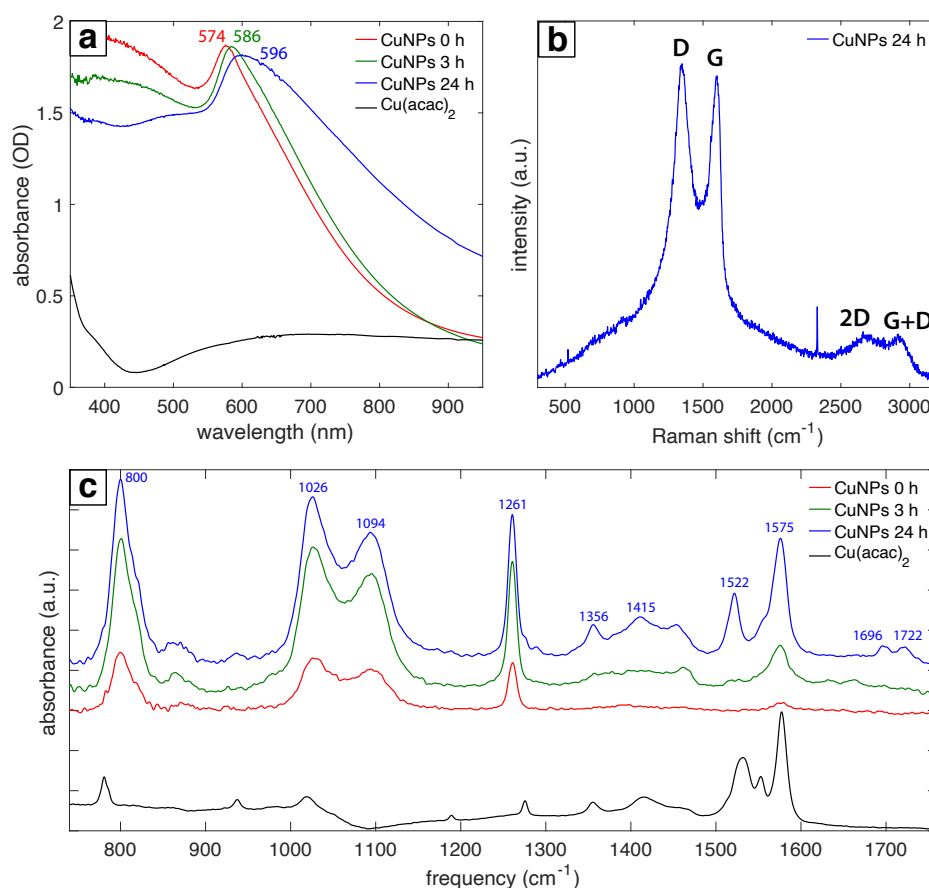 a
574 586
596
CuNPs 0 h
CuNPs 3 h
CuNPs 24 h
Cu(acac)2
2
1.5
1
0.5
0
absorbance (OD)
400 500 600 700 800 900
wavelength (nm)
b
D G
CuNPs 24 h
2D G+D
intensity (a.u.)
500 1000 1500 2000 2500 3000
Raman shift (cm-1)
c
800
1026
1094
1261
1356
1415
1522
1575
1696 1722
CuNPs 0 h
CuNPs 3 h
CuNPs 24 h
Cu(acac)2
absorbance (a.u.)
800 900 1000 1100 1200 1300 1400 1500 1600 1700
frequency (cm-1)